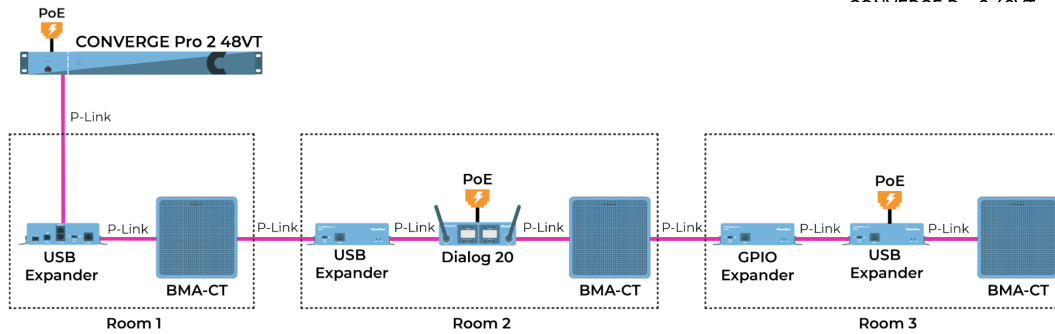 PoE
CONVERGE Pro 2 48VT
P-Link
P-Link
USB
Expander
BMA-CT
Room 1
P-Link
USB
Expander
P-Link
PoE
Dialog 20
P-Link
BMA-CT
Room 2
P-Link
GPIO
Expander
P-Link
PoE
USB
Expander
P-Link
BMA-CT
Room 3